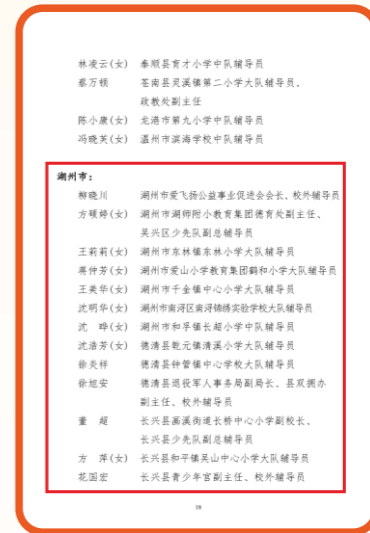 林凌云(女) 泰顺县育才小学中队辅导员
蔡万顿 苍南县灵溪镇第二小学大队辅导员、
政教处副主任
陈小康(女) 龙港市第九小学中队辅导员
冯晓芙(女) 温州市滨海学校中队辅导员
湖州市：
柳晓川 湖州市爱飞扬公益事业促进会会长、校外辅导员
方顿婷(女) 湖州市湖师附小教育集团德育处副主任、
吴兴区少先队副总辅导员
王莉莉(女) 湖州市东林镇东林小学大队辅导员
蒋仲芳(女) 湖州市爱山小学教育集团鹤和小学大队辅导员
王美华(女) 湖州市千金镇中心小学大队辅导员
沈明华(女) 湖州市南浔区南浔锦绣实验学校大队辅导员
沈 晔(女) 湖州市和孚镇长超小学中队辅导员
沈洁芳(女) 德清县乾元镇清溪小学大队辅导员
徐炎祥 德清县钟管镇中心学校大队辅导员
徐旭安 德清县退役军人事务局副局长、县双拥办
副主任、校外辅导员
童 超 长兴县画溪街道长桥中心小学副校长、
长兴县少先队副总辅导员
方 萍(女) 长兴县和平镇吴山中心小学大队辅导员
花国宏 长兴县青少年宫副主任、校外辅导员